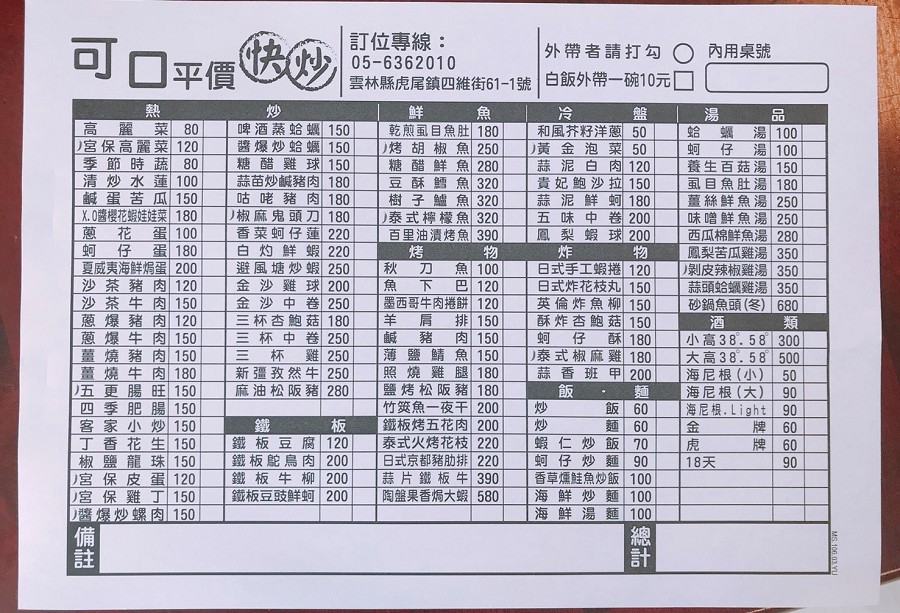 可口平價快炒
訂位專線：
05-6362010
雲林縣虎尾鎮四維街61-1號
外帶者請打勾 ○ 內用桌號
白飯外帶一碗10元 □
熱炒
高麗菜 80
宮保高麗菜 120
季節時蔬 80
清炒水蓮 100
鹹蛋苦瓜 150
X.O醬櫻花蝦娃娃菜 180
蔥花蛋 100
蚵仔蛋 180
夏威夷海鮮焗蛋 200
沙茶豬肉 120
沙茶牛肉 150
蔥爆豬肉 120
蔥爆牛肉 150
薑燒豬肉 150
薑燒牛肉 180
五更腸旺 150
四季肥腸 150
客家小炒 150
丁香花生 150
椒鹽龍珠 150
宮保皮蛋 120
宮保雞丁 150
醬爆炒螺肉 150
啤酒蒸蛤蠣 150
醬爆炒蛤蠣 150
糖醋雞球 150
蒜苗炒鹹豬肉 180
咕咾豬肉 180
椒麻鬼頭刀 180
香菜蚵仔蓮 220
白灼鮮蝦 220
避風塘炒蝦 250
金沙雞球 200
金沙中卷 250
三杯杏鮑菇 180
三杯中卷 250
三杯雞 250
新疆孜然牛 250
麻油松阪豬 280
鐵板
鐵板豆腐 120
鐵板鴕鳥肉 200
鐵板牛柳 200
鐵板豆豉鮮蚵 200
鮮魚
乾煎虱目魚肚 180
烤胡椒魚 250
糖醋鮮魚 280
豆酥鱈魚 320
樹子鱸魚 320
泰式檸檬魚 320
百里油漬烤魚 390
烤物
秋刀魚 100
魚下巴 120
墨西哥牛肉捲餅 120
羊肩排 150
鹹豬肉 150
薄鹽鯖魚 150
照燒雞腿 180
鹽烤松阪豬 180
竹筴魚一夜干 200
鐵板烤五花肉 200
泰式火烤花枝 220
日式京都豬肋排 220
蒜片鐵板牛 390
陶盤果香焗大蝦 580
冷盤
和風芥籽洋蔥 50
黃金泡菜 50
蒜泥白肉 120
貴妃鮑沙拉 150
蒜泥鮮蚵 180
五味中卷 200
鳳梨蝦球 200
炸物
日式手工蝦捲 120
日式炸花枝丸 150
英倫炸魚柳 150
酥炸杏鮑菇 150
蚵仔酥 180
泰式椒麻雞 180
蒜香班甲 200
飯·麵
炒飯 60
炒麵 60
蝦仁炒飯 70
蚵仔炒麵 90
香草燻鮭魚炒飯 100
海鮮炒麵 100
海鮮湯麵 100
湯品
蛤蠣湯 100
蚵仔湯 100
養生百菇湯 150
虱目魚肚湯 180
薑絲鮮魚湯 250
味噌鮮魚湯 250
西瓜棉鮮魚湯 280
鳳梨苦瓜雞湯 350
剝皮辣椒雞湯 350
蒜頭蛤蠣雞湯 350
砂鍋魚頭(冬) 680
酒類
小高38°.58° 300
大高38°.58° 500
海尼根(小) 50
海尼根(大) 90
海尼根.Light 90
金牌 60
虎牌 60
18天 90
備註
總計